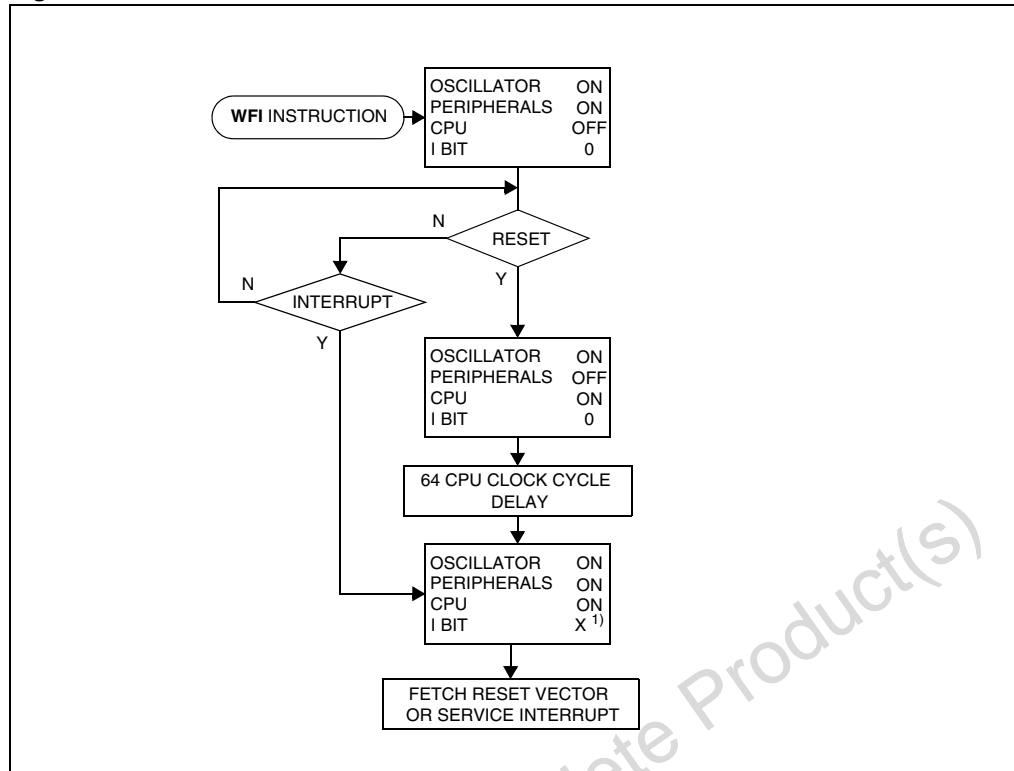 WFI INSTRUCTION
OSCILLATOR ON
PERIPHERALS ON
CPU OFF
I BIT 0
N
RESET
Y
N
INTERRUPT
Y
OSCILLATOR ON
PERIPHERALS OFF
CPU ON
I BIT 0
64 CPU CLOCK CYCLE
DELAY
OSCILLATOR ON
PERIPHERALS ON
CPU ON
I BIT X 1)
FETCH RESET VECTOR
OR SERVICE INTERRUPT
Product(s)